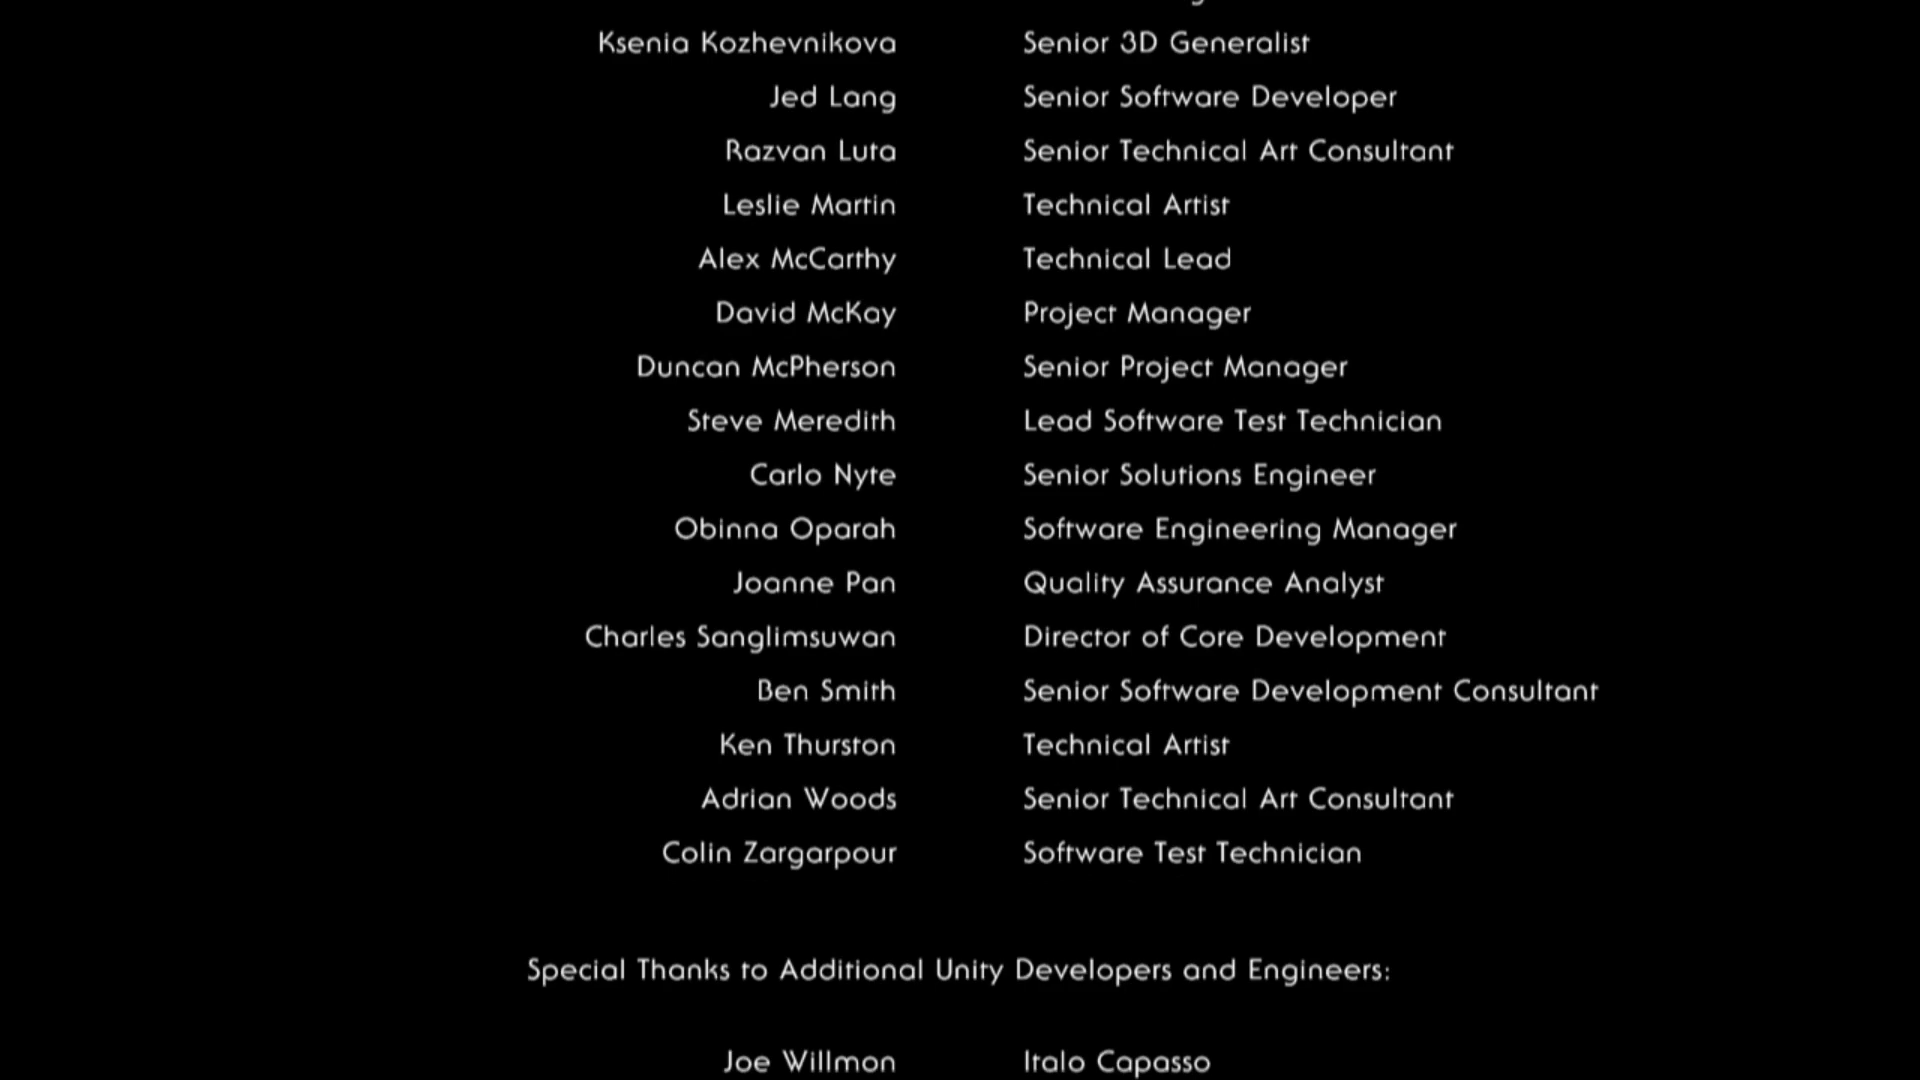 Ksenia Kozhevnikova Senior 3D Generalist
Jed Lang Senior Software Developer
Razvan Luta Senior Technical Art Consultant
Leslie Martin Technical Artist
Alex McCarthy Technical Lead
David McKay Project Manager
Duncan McPherson Senior Project Manager
Steve Meredith Lead Software Test Technician
Carlo Nyte Senior Solutions Engineer
Obinna Oparah Software Engineering Manager
Joanne Pan Quality Assurance Analyst
Charles Sanglimsuwan Director of Core Development
Ben Smith Senior Software Development Consultant
Ken Thurston Technical Artist
Adrian Woods Senior Technical Art Consultant
Colin Zargarpour Software Test Technician
Special Thanks to Additional Unity Developers and Engineers:
Joe Willmon Italo Capasso